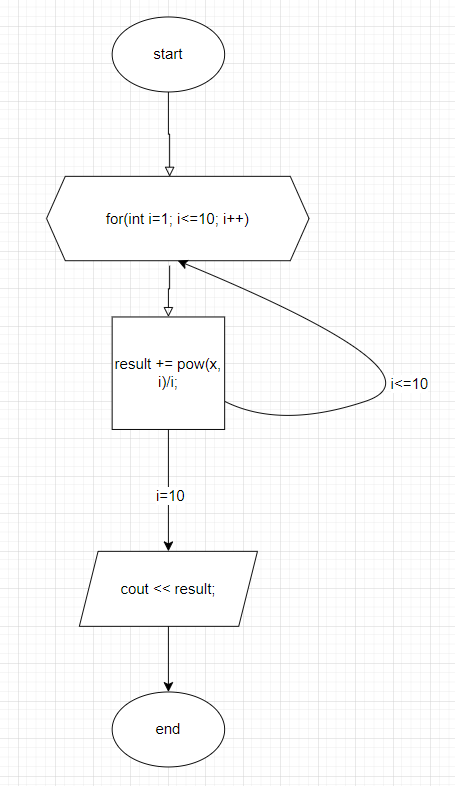 start
for(int i=1; i<=10; i++)
result += pow(x,
i)/i;
i<=10
i=10
cout << result;
end